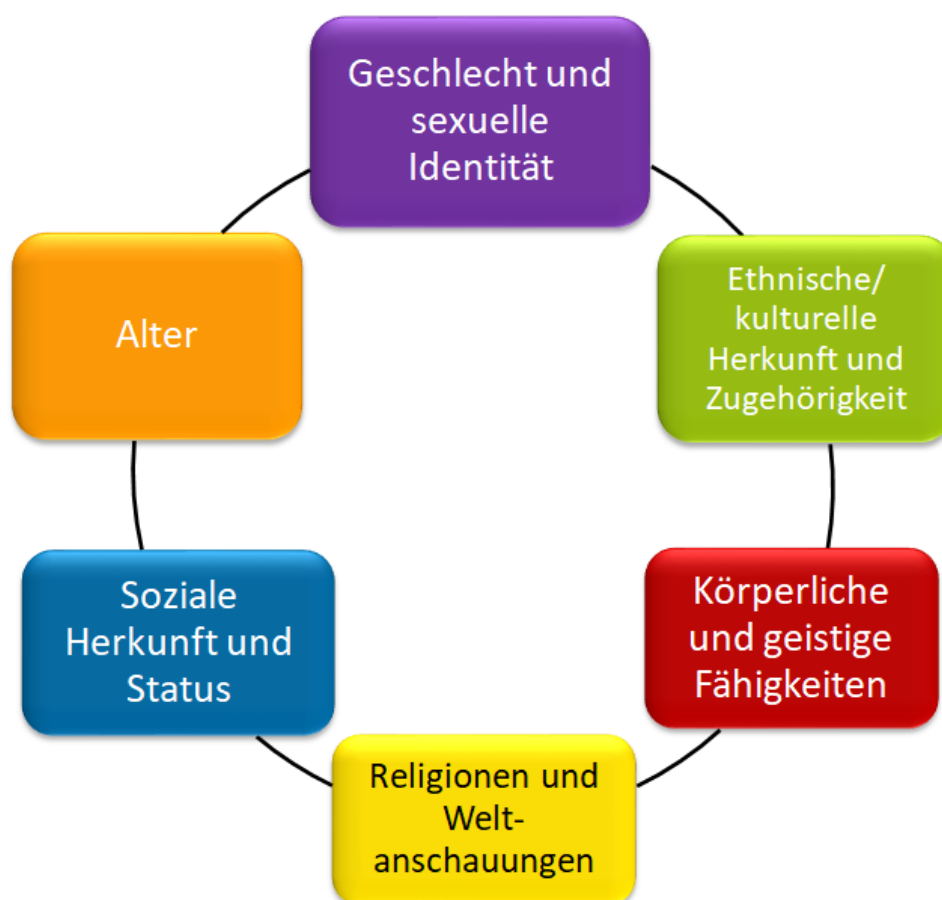 Geschlecht und
sexuelle
Identität
Ethnische/
kulturelle
Herkunft und
Zugehörigkeit
Körperliche
und geistige
Fähigkeiten
Religionen und
Welt-
anschauungen
Soziale
Herkunft und
Status
Alter